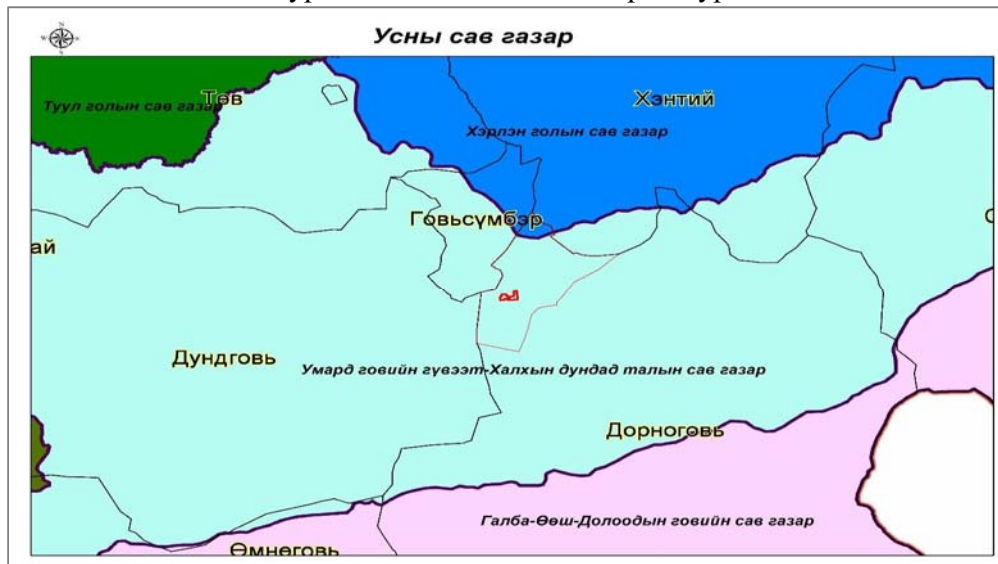 Усны сав газар
Туул голын сав газар
Төв
Хэнтий
Хэрлэн голын сав газар
Говьсүмбэр
ай
Дундговь
Умард говийн гүвээт-Халхын дундад талын сав газар
Дорноговь
Галба-Өөш-Долоодын говийн сав газар
Өмнөговь